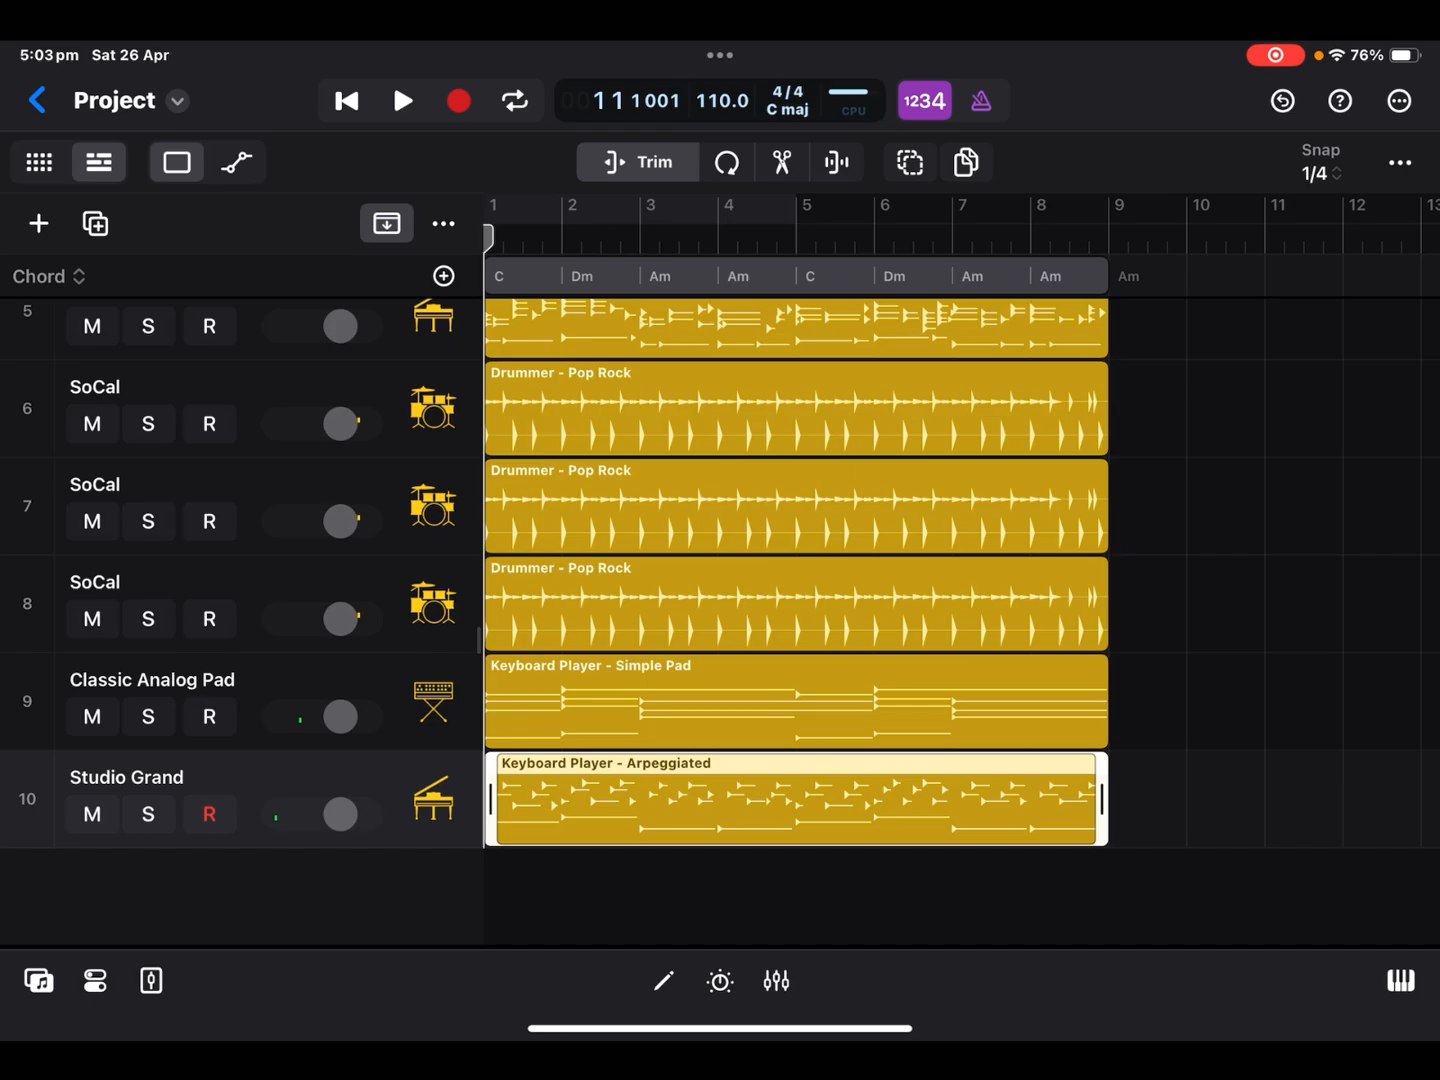 5:03 pm Sat 26 Apr
76%
Project
001 1 1 001 110.0 4/4 C maj CPU
1234
Trim
Snap
1/4
1 2 3 4 5 6 7 8 9 10 11 12 13
Chord
C Dm Am Am C Dm Am Am Am
5
M S R
SoCal
Drummer - Pop Rock
6
M S R
SoCal
Drummer - Pop Rock
7
M S R
SoCal
Drummer - Pop Rock
8
M S R
Classic Analog Pad
Keyboard Player - Simple Pad
9
M S R
Studio Grand
Keyboard Player - Arpeggiated
10
M S R